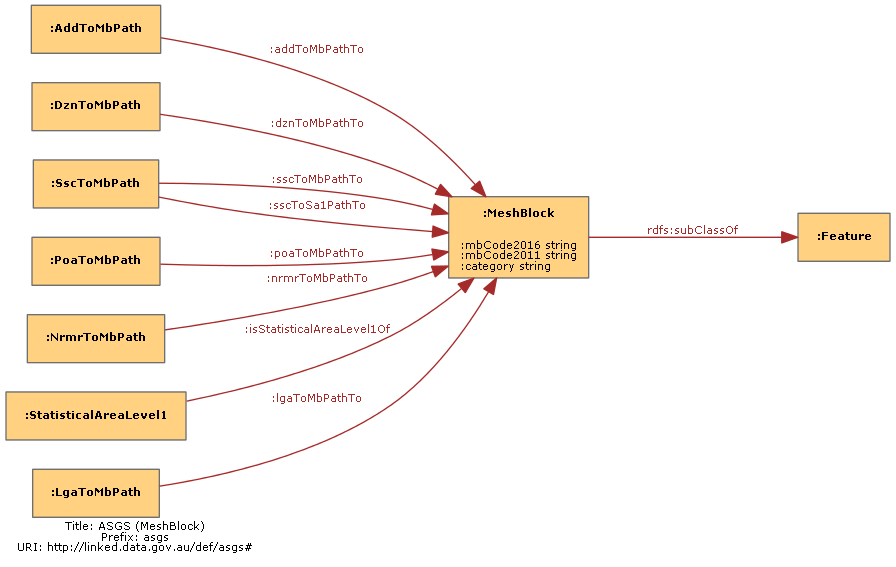 :AddToMbPath
:addToMbPathTo
:DznToMbPath
:dznToMbPathTo
:SscToMbPath
:sscToMbPathTo
:sscToSa1PathTo
:MeshBlock
:mbCode2016 string
:mbCode2011 string
:category string
rdfs:subClassOf
:Feature
:PoaToMbPath
:poaToMbPathTo
:nrmrToMbPathTo
:NrmrToMbPath
:isStatisticalAreaLevel1Of
:StatisticalAreaLevel1
:lgaToMbPathTo
:LgaToMbPath
Title: ASGS (MeshBlock)
Prefix: asgs
URI: http://linked.data.gov.au/def/asgs#